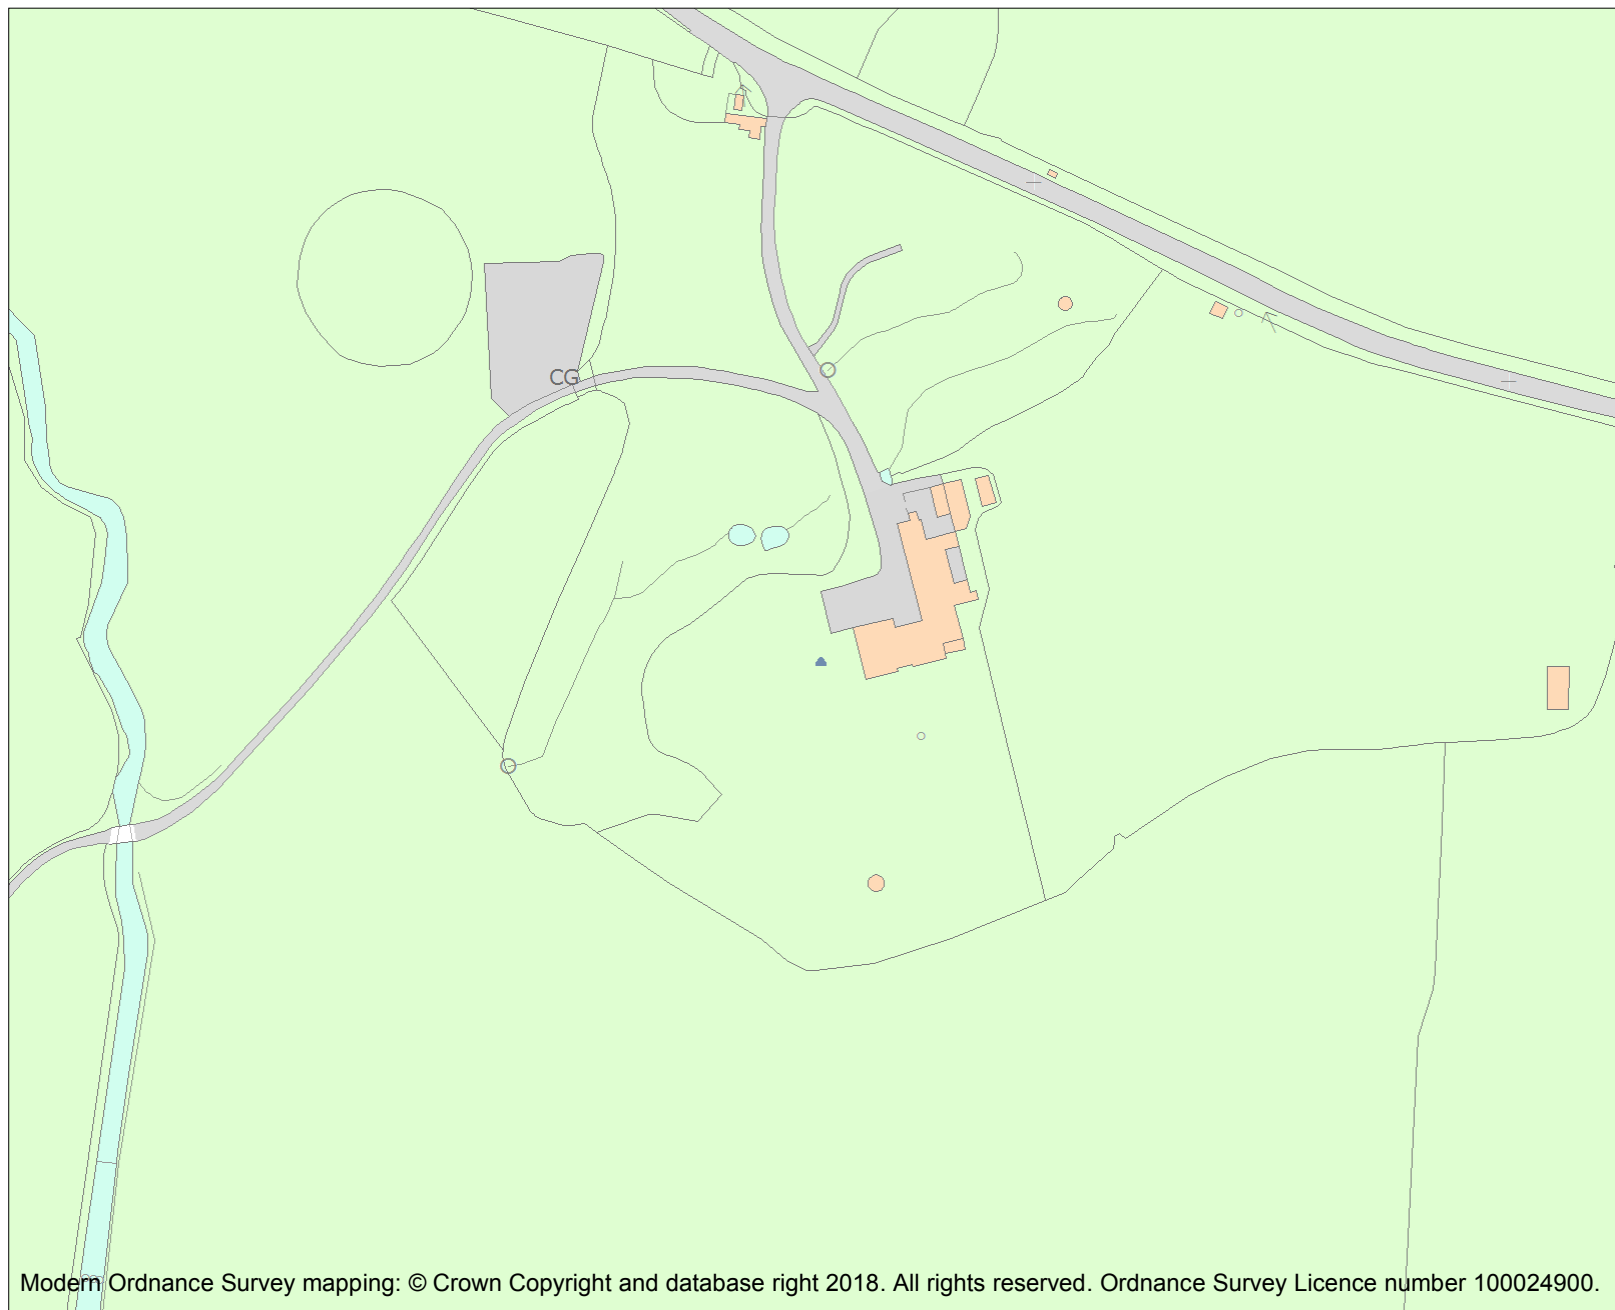 CG
Modern Ordnance Survey mapping: © Crown Copyright and database right 2018. All rights reserved. Ordnance Survey Licence number 100024900.